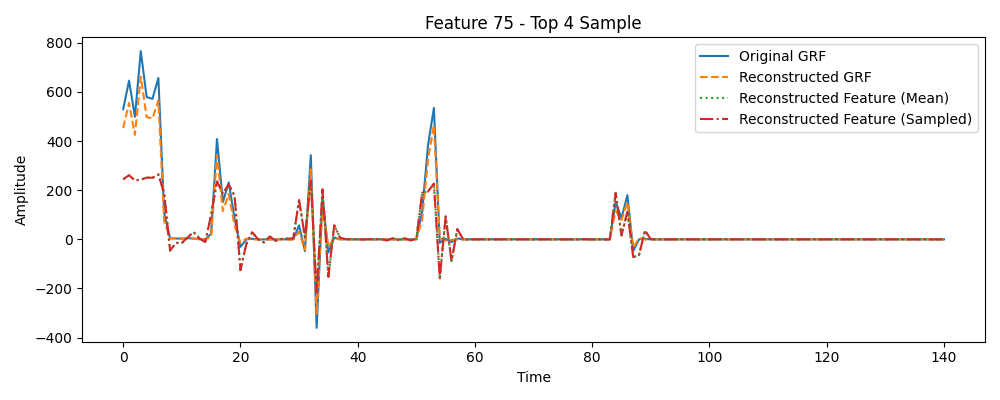 Feature 75 - Top 4 Sample
Original GRF
Reconstructed GRF
Reconstructed Feature (Mean)
Reconstructed Feature (Sampled)
Amplitude
800
600
400
200
0
−200
−400
0 20 40 60 80 100 120 140
Time